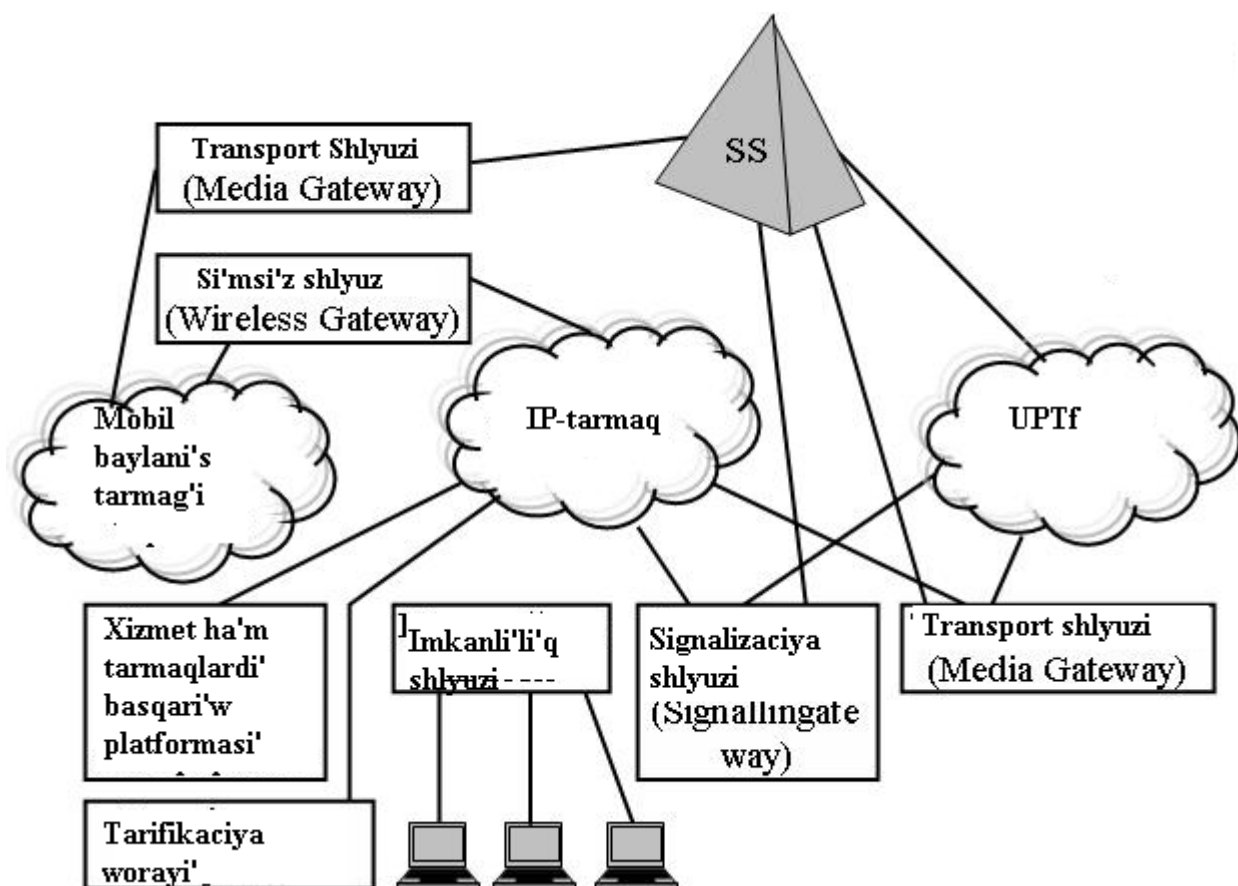 SS
Transport Shlyuzi
(Media Gateway)
Si'msi'z shlyuz
(Wireless Gateway)
Mobil
baylani's
tarmag'i
IP-tarmaq
UPTf
Xizmet ha'm
tarmaqlardi'
basqari'w
platformasi'
Imkanli'li'q
shlyuzi
Signalizaciya
shlyuzi
(Signallingate
way)
Transport shlyuzi
(Media Gateway)
Tarifikaciya
worayi'